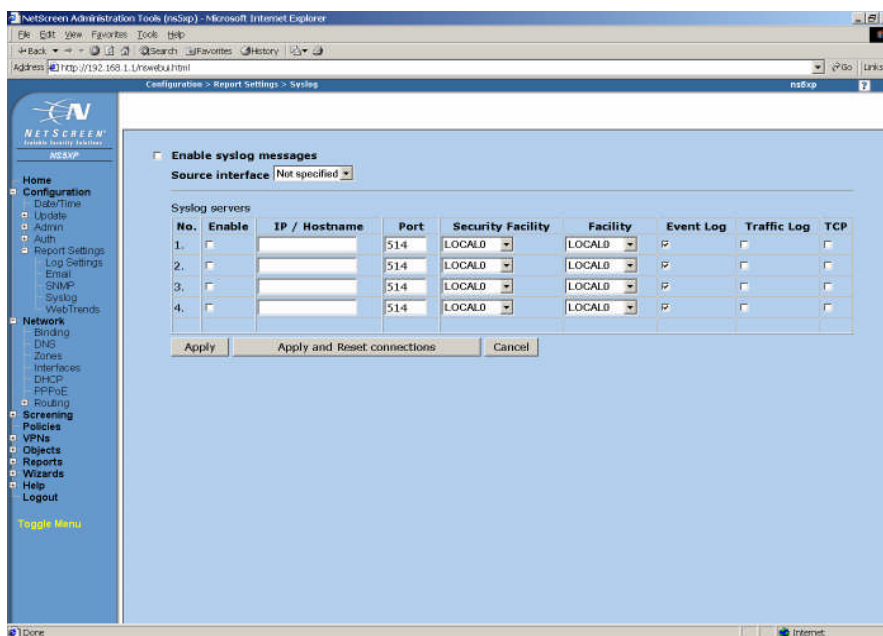 NetScreen Administration Tools (ns5xp) - Microsoft Internet Explorer
File Edit View Favorites Tools Help
Back Search Favorites History
Address http://192.168.1.1/nswebui.html Go Links
Configuration > Report Settings > Syslog ns5xp ?
N
NETSCREEN
Scalable Security Solutions
NS5XP
Home
Configuration
Date/Time
Update
Admin
Auth
Report Settings
Log Settings
Email
SNMP
Syslog
WebTrends
Network
Binding
DNS
Zones
Interfaces
DHCP
PPPoE
Routing
Screening
Policies
VPNs
Objects
Reports
Wizards
Help
Logout
Toggle Menu
Enable syslog messages
Source interface Not specified
Syslog servers
No. Enable IP / Hostname Port Security Facility Facility Event Log Traffic Log TCP
1. 514 LOCAL0 LOCAL0
2. 514 LOCAL0 LOCAL0
3. 514 LOCAL0 LOCAL0
4. 514 LOCAL0 LOCAL0
Apply Apply and Reset connections Cancel
Done Internet